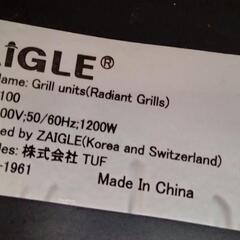 AIGLE®
ame: Grill units(Radiant Grills)
100
00V;50/60Hz;1200W
ed by ZAIGLE(Korea and Switzerland)
les: 株式会社 TUF
-1961
Made In China